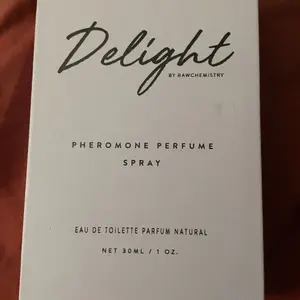 Delight
BY RAWCHEMISTRY
PHEROMONE PERFUME
SPRAY
EAU DE TOILETTE PARFUM NATURAL
NET 30ML / 1 OZ.